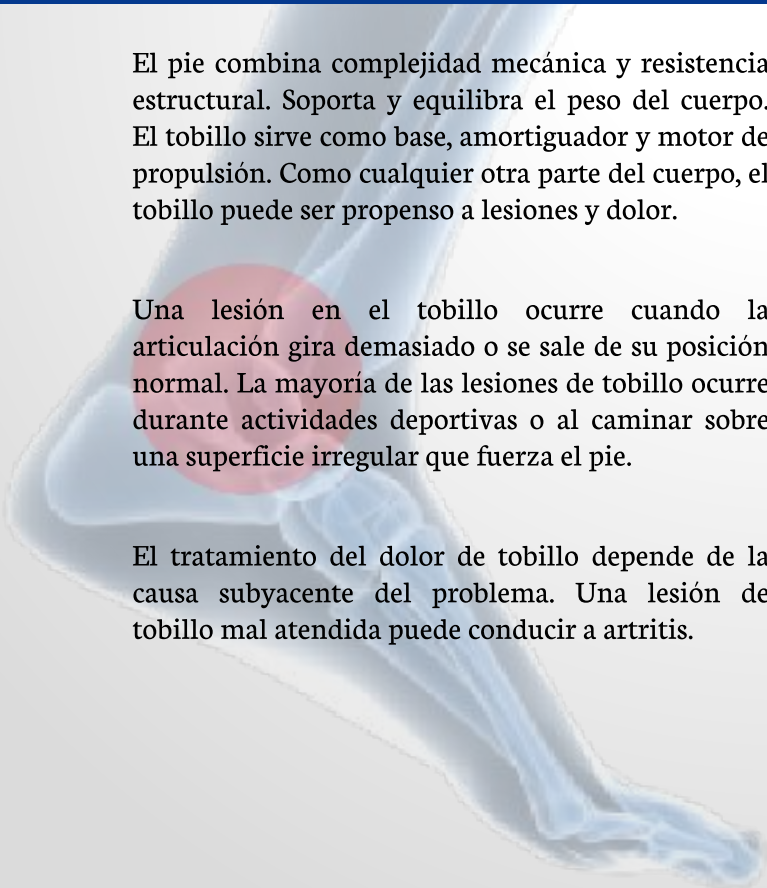 El pie combina complejidad mecánica y resistencia
estructural. Soporta y equilibra el peso del cuerpo.
El tobillo sirve como base, amortiguador y motor de
propulsión. Como cualquier otra parte del cuerpo, el
tobillo puede ser propenso a lesiones y dolor.
Una lesión en el tobillo ocurre cuando la
articulación gira demasiado o se sale de su posición
normal. La mayoría de las lesiones de tobillo ocurre
durante actividades deportivas o al caminar sobre
una superficie irregular que fuerza el pie.
El tratamiento del dolor de tobillo depende de la
causa subyacente del problema. Una lesión de
tobillo mal atendida puede conducir a artritis.